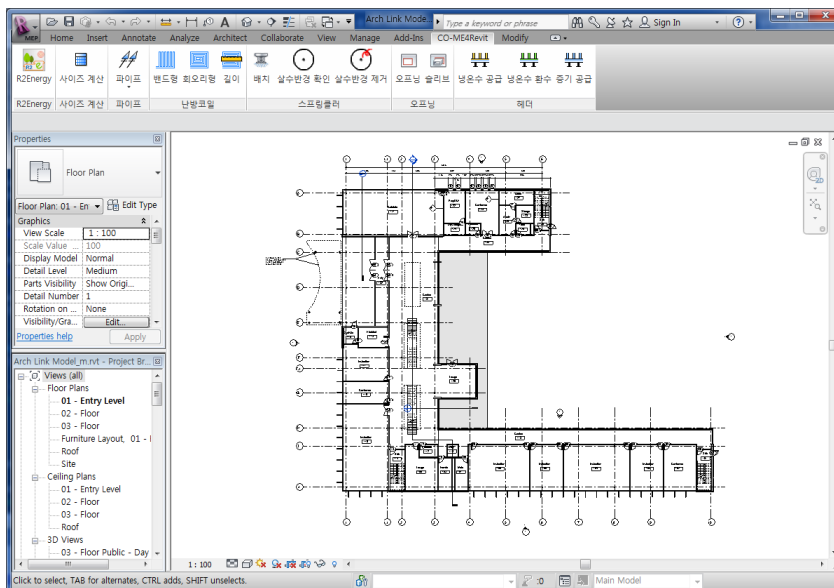 Arch Link Mode..
Type a keyword or phrase
Sign In
MEP
Home Insert Annotate Analyze Architect Collaborate View Manage Add-Ins CO-ME4Revit Modify
R2Energy 사이즈 계산 파이프 밴드형 회오리형 길이 배치 살수반경 확인 살수반경 제거 오프닝 슬리브 냉온수 공급 냉온수 환수 증기 공급
R2Energy 사이즈 계산 파이프 난방코일 스프링클러 오프닝 헤더
Properties
Floor Plan
Floor Plan: 01 - En Edit Type
Graphics
View Scale 1 : 100
Scale Value ... 100
Display Model Normal
Detail Level Medium
Parts Visibility Show Origi...
Detail Number 1
Rotation on ... None
Visibility/Gra... Edit...
Properties help Apply
Arch Link Model_m.rvt - Project Br...
Views (all)
Floor Plans
01 - Entry Level
02 - Floor
03 - Floor
Furniture Layout, 01 - I
Roof
Site
Ceiling Plans
01 - Entry Level
02 - Floor
03 - Floor
Roof
3D Views
03 - Floor Public - Day
1 : 100
Click to select, TAB for alternates, CTRL adds, SHIFT unselects.
:0
Main Model